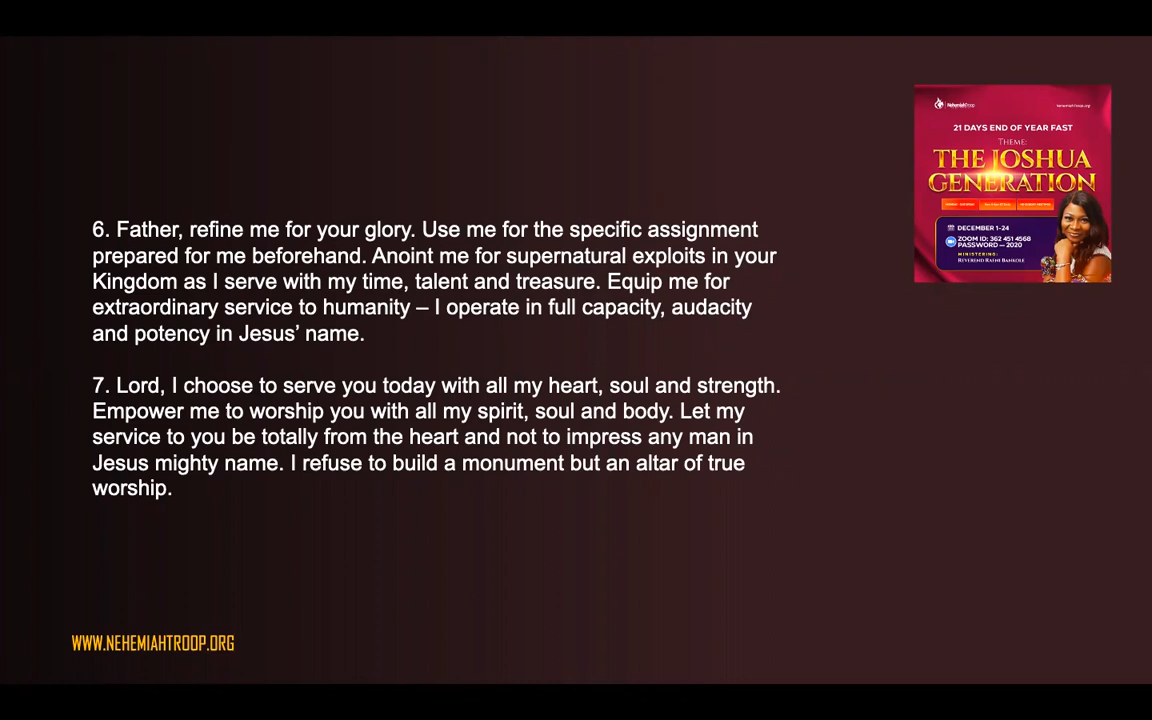 6. Father, refine me for your glory. Use me for the specific assignment
prepared for me beforehand. Anoint me for supernatural exploits in your
Kingdom as I serve with my time, talent and treasure. Equip me for
extraordinary service to humanity – I operate in full capacity, audacity
and potency in Jesus’ name.
7. Lord, I choose to serve you today with all my heart, soul and strength.
Empower me to worship you with all my spirit, soul and body. Let my
service to you be totally from the heart and not to impress any man in
Jesus mighty name. I refuse to build a monument but an altar of true
worship.
WWW.NEHEMIAHTROOP.ORG
NehemiahTroop
nehemiahtroop.org
21 DAYS END OF YEAR FAST
THEME:
THE JOSHUA
GENERATION
DECEMBER 1-24
ZOOM ID: 362 451 4568
PASSWORD — 2020
MINISTERING:
REVEREND